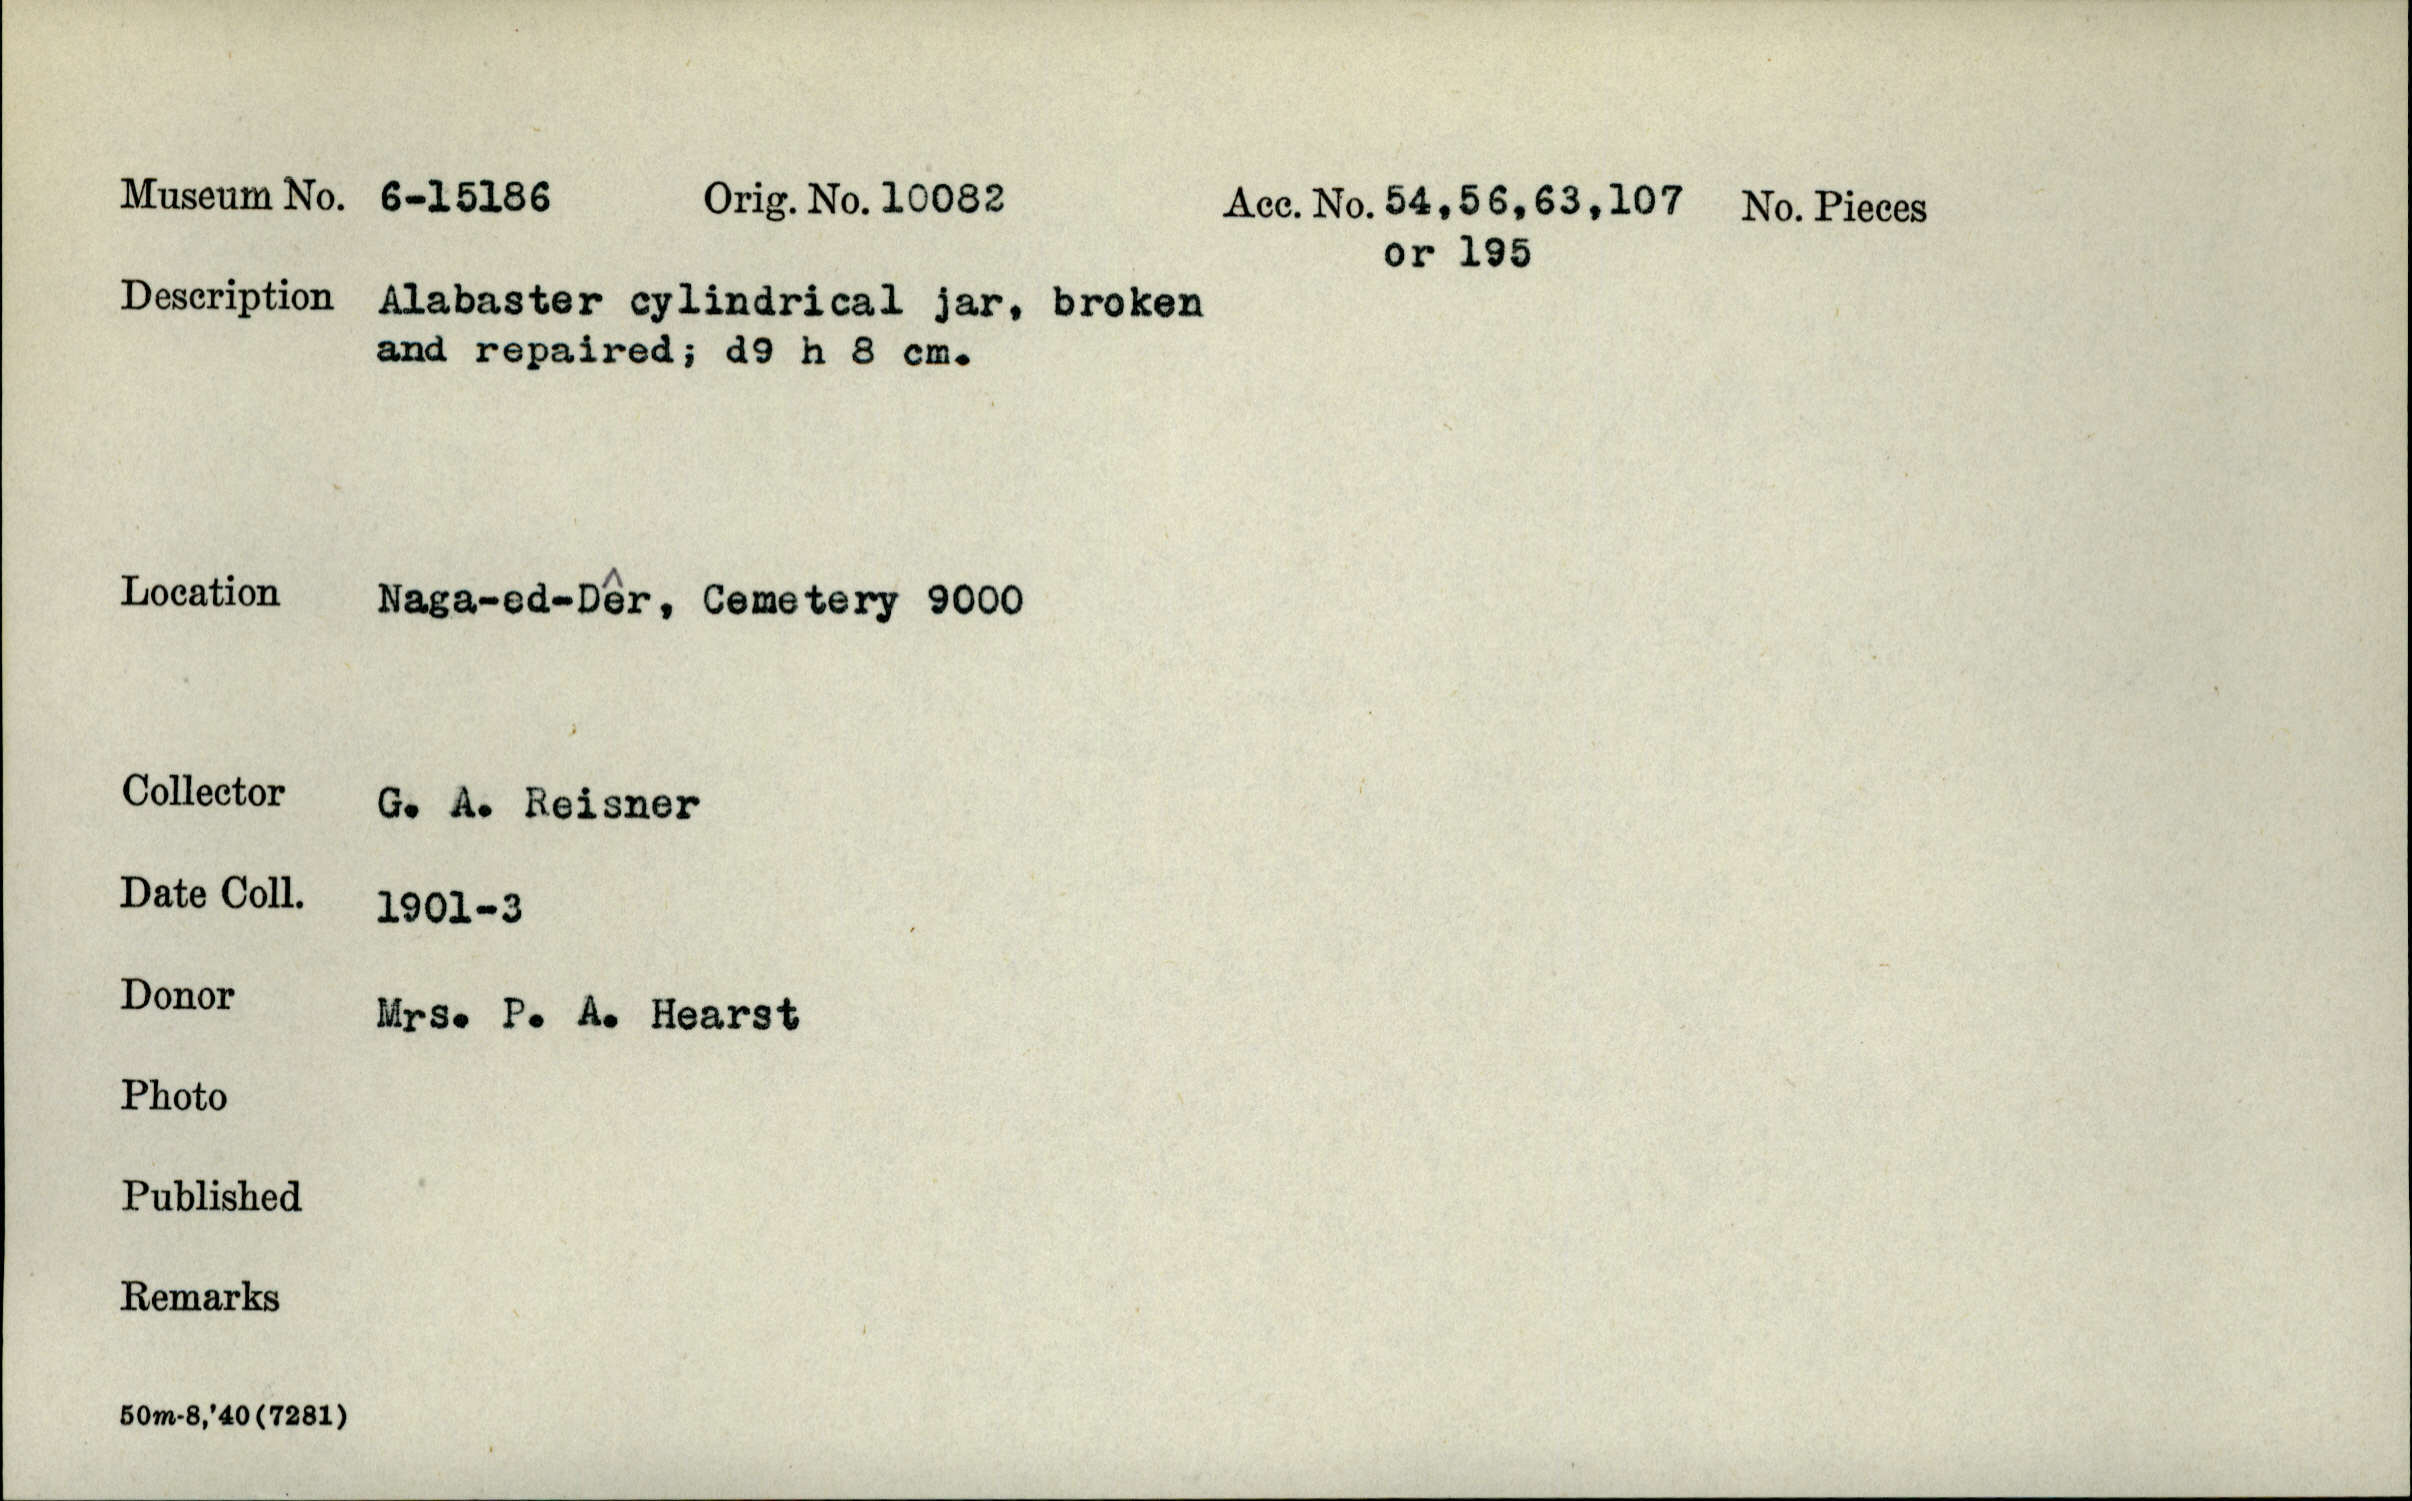 Museum No. 6-15186 Orig. No. 10082 Acc. No. 54,56,63,107 No. Pieces
or 195
Description Alabaster cylindrical jar, broken
and repaired; d9 h 8 cm.
Location Naga-ed-Dêr, Cemetery 9000
Collector G. A. Reisner
Date Coll. 1901-3
Donor Mrs. P. A. Hearst
Photo
Published
Remarks
50m-8,'40(7281)